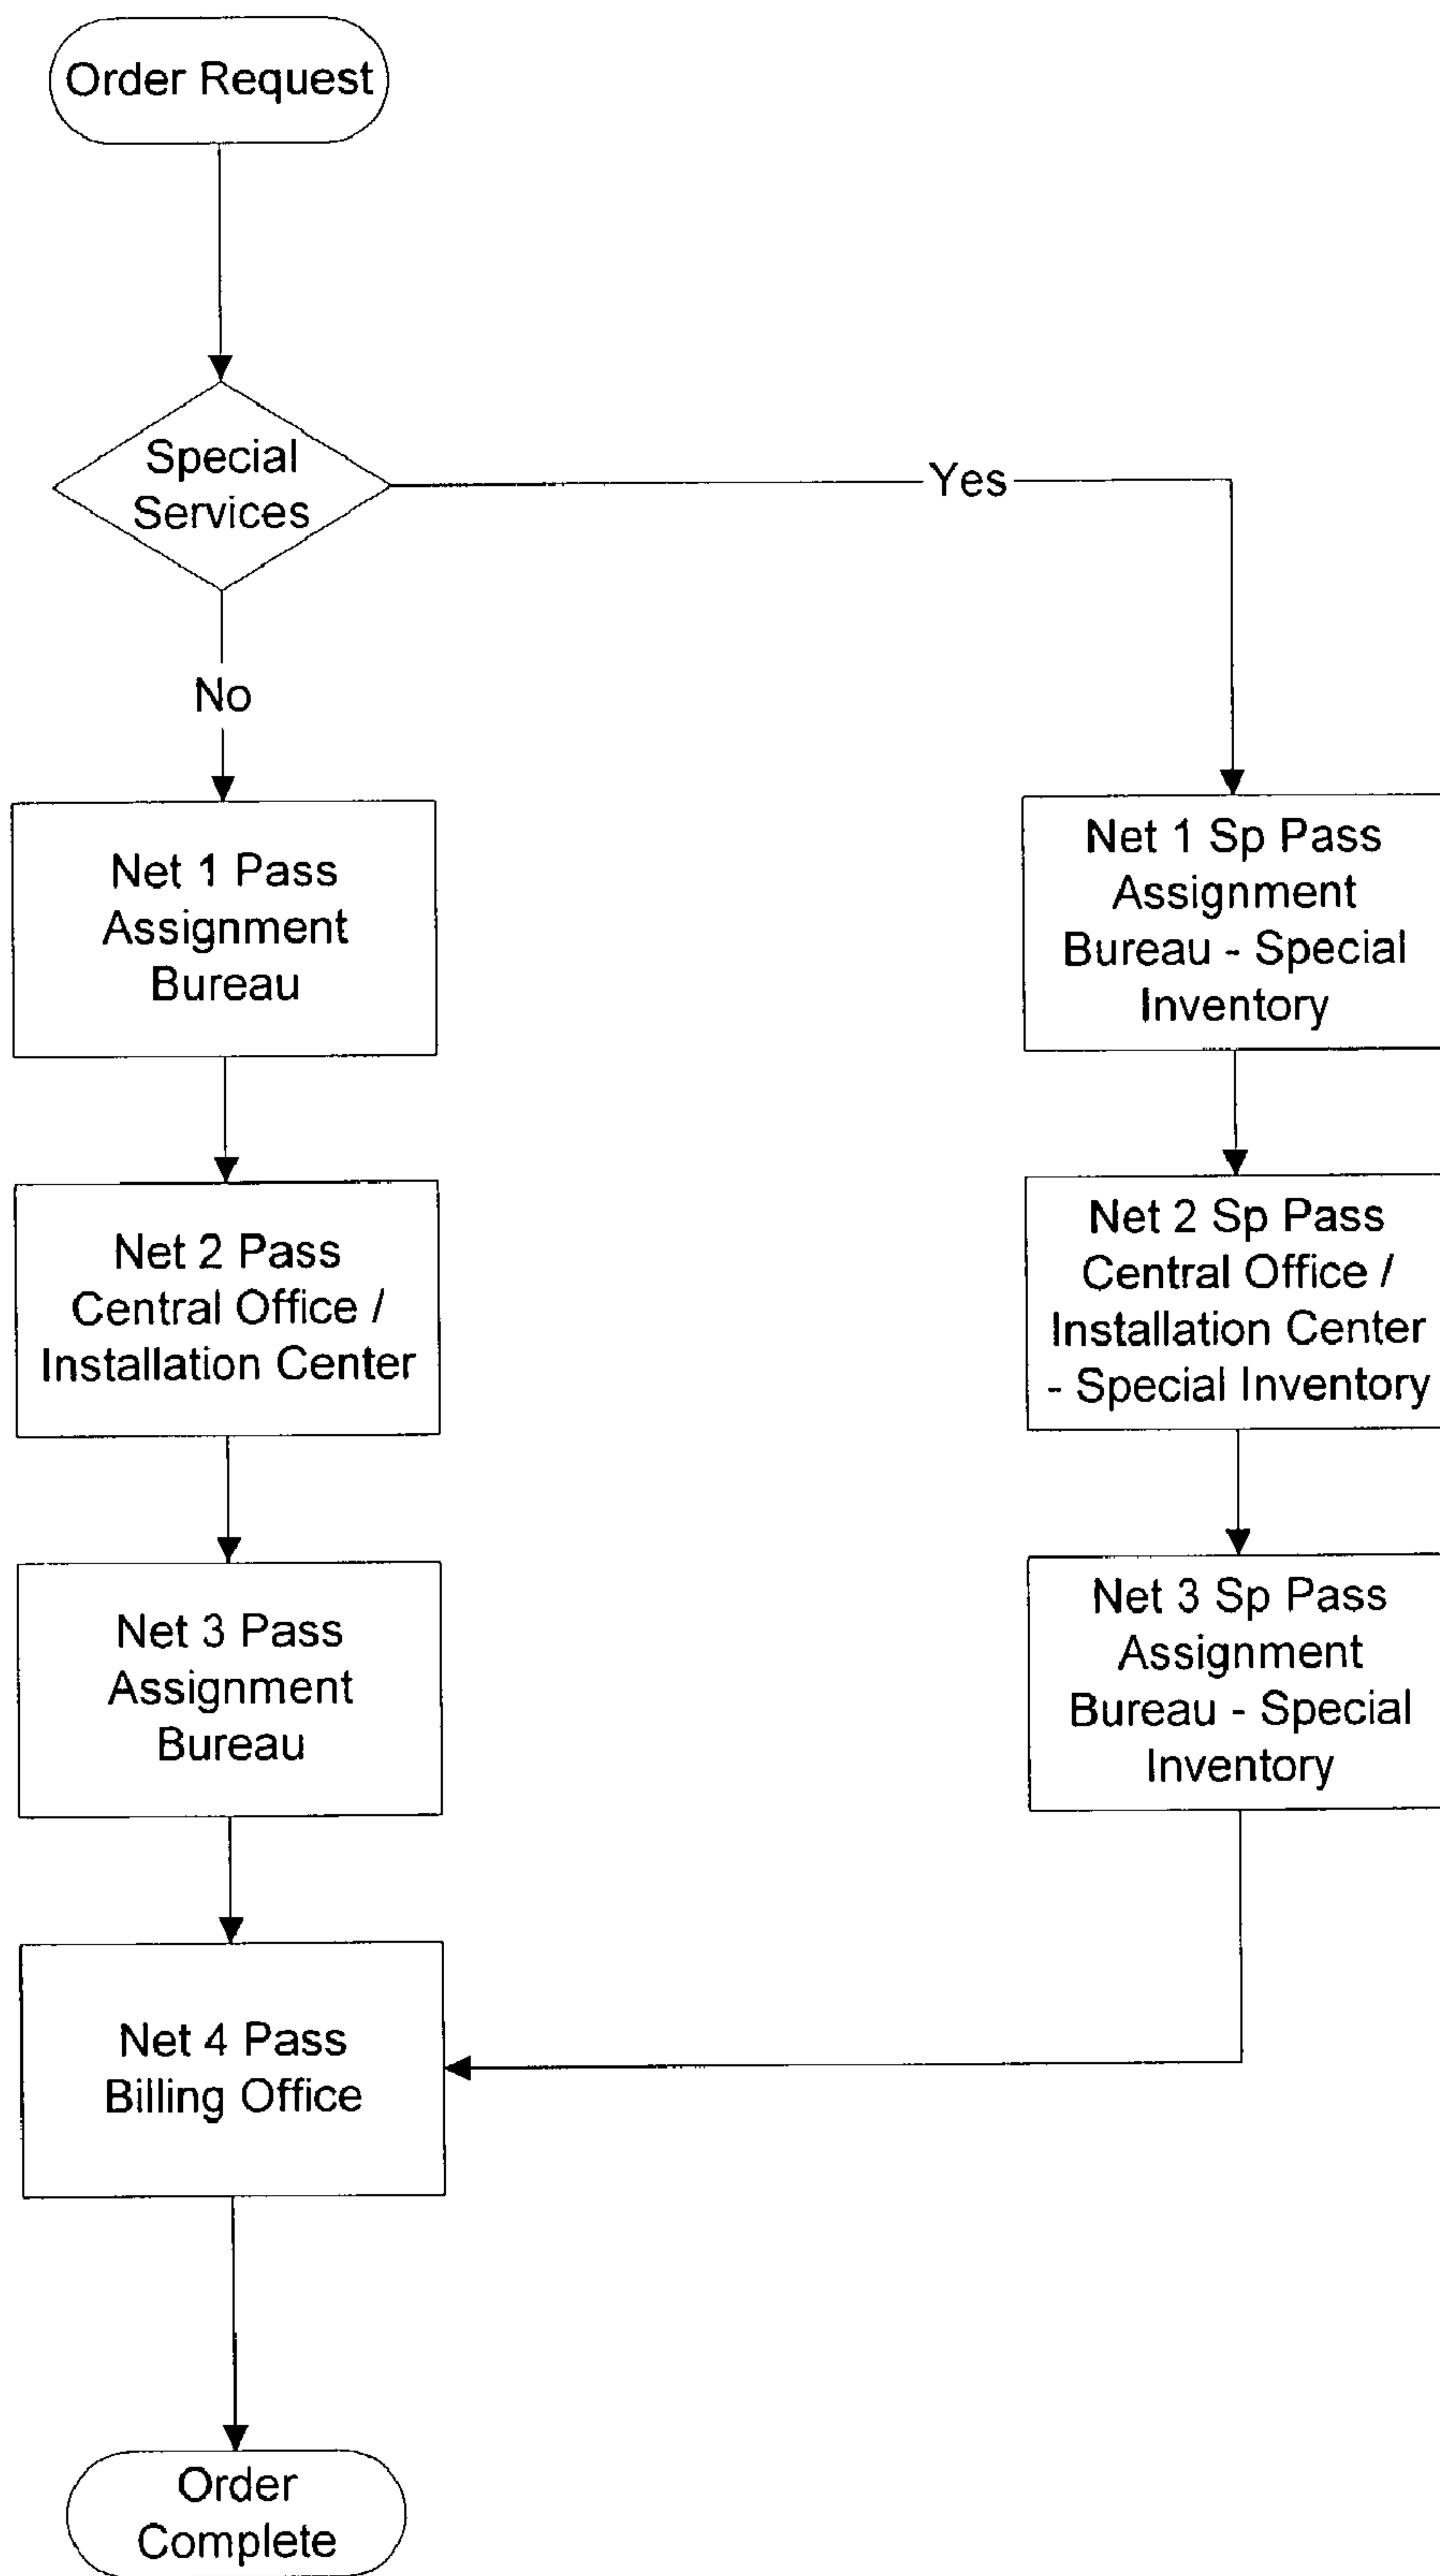 Order Request
Special
Services
Yes
No
Net 1 Pass
Assignment
Bureau
Net 1 Sp Pass
Assignment
Bureau - Special
Inventory
Net 2 Pass
Central Office /
Installation Center
Net 2 Sp Pass
Central Office /
Installation Center
- Special Inventory
Net 3 Pass
Assignment
Bureau
Net 3 Sp Pass
Assignment
Bureau - Special
Inventory
Net 4 Pass
Billing Office
Order
Complete